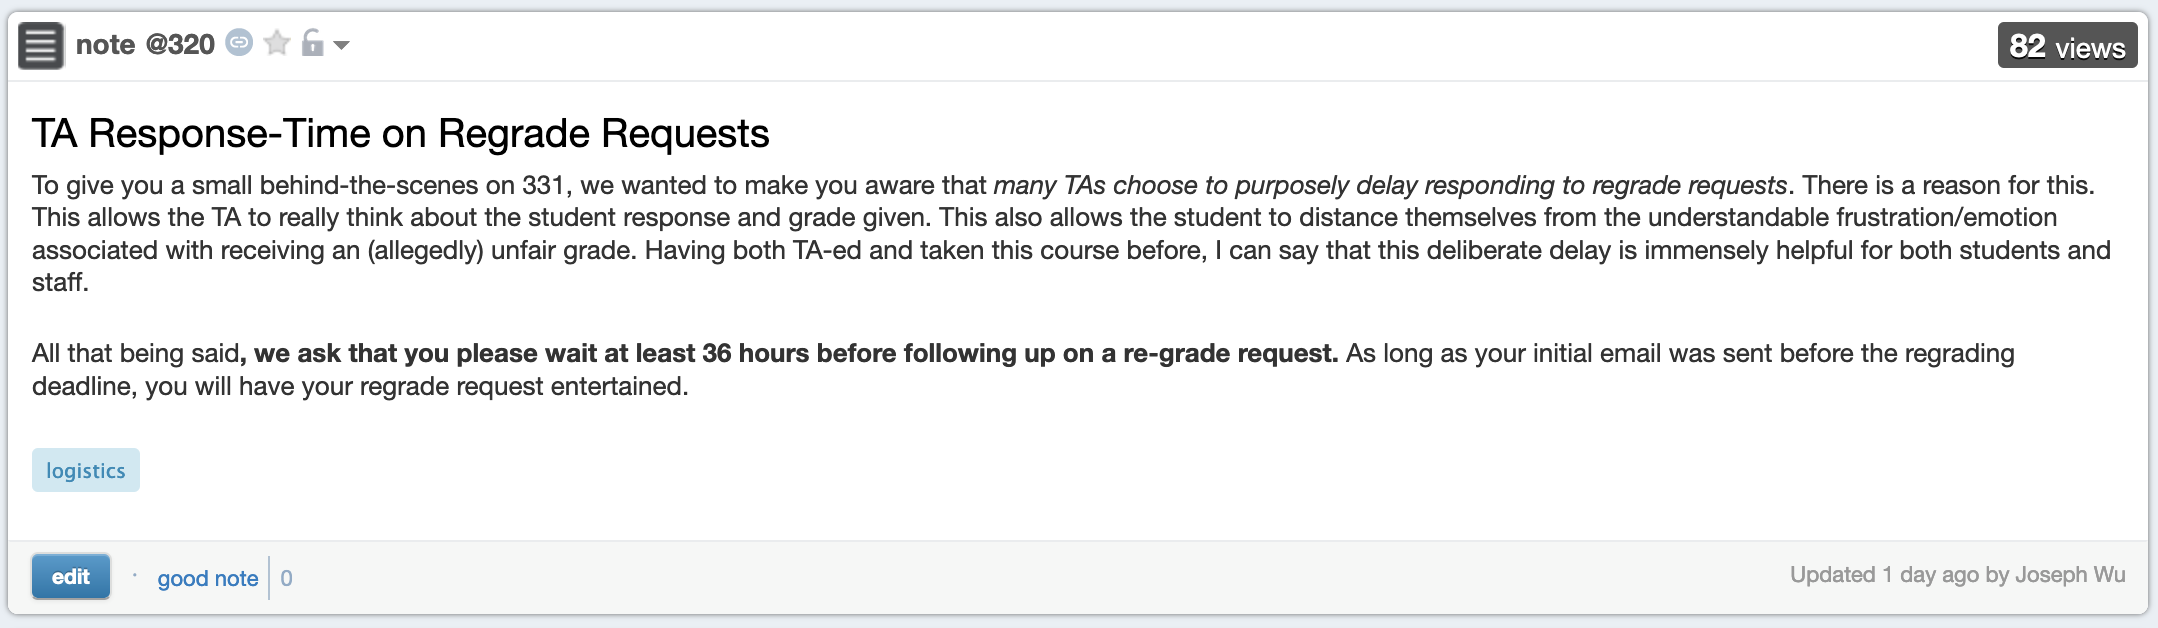 note @320
82 views
TA Response-Time on Regrade Requests
To give you a small behind-the-scenes on 331, we wanted to make you aware that many TAs choose to purposely delay responding to regrade requests. There is a reason for this.
This allows the TA to really think about the student response and grade given. This also allows the student to distance themselves from the understandable frustration/emotion
associated with receiving an (allegedly) unfair grade. Having both TA-ed and taken this course before, I can say that this deliberate delay is immensely helpful for both students and
staff.
All that being said, we ask that you please wait at least 36 hours before following up on a re-grade request. As long as your initial email was sent before the regrading
deadline, you will have your regrade request entertained.
logistics
edit · good note 0
Updated 1 day ago by Joseph Wu